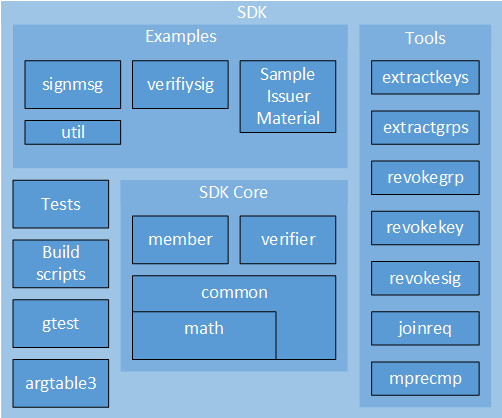 SDK
Examples
signmsg
verifiysig
Sample
Issuer
Material
util
Tools
extractkeys
extractgrps
revokegrp
revokekey
revokesig
joinreq
mprecmp
Tests
Build
scripts
gtest
argtable3
SDK Core
member
verifier
common
math